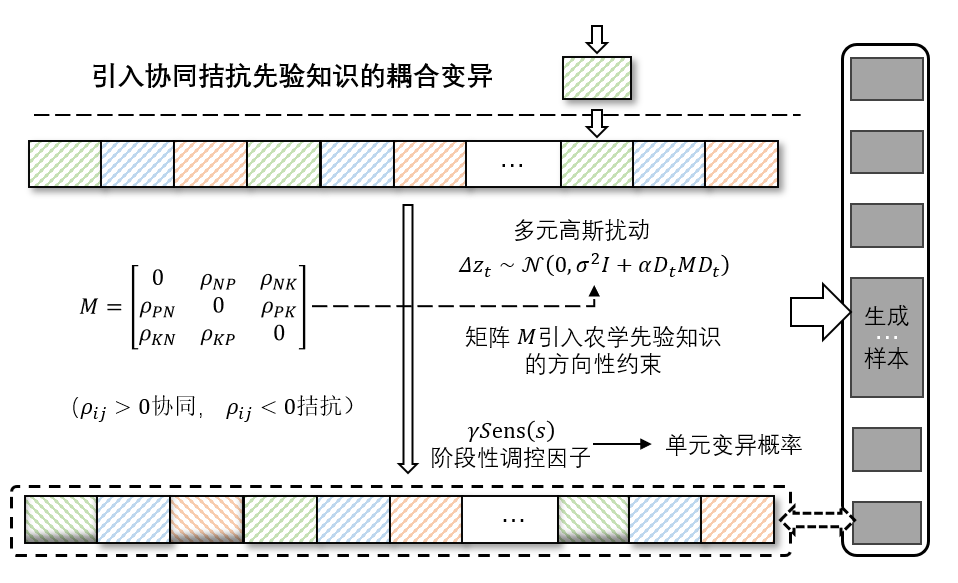 引入协同拮抗先验知识的耦合变异
…
多元高斯扰动
Δz_t ~ 𝒩(0, σ²I + αD_tMD_t)
M = [0 ρ_NP ρ_NK
ρ_PN 0 ρ_PK
ρ_KN ρ_KP 0]
矩阵 M引入农学先验知识
的方向性约束
(ρ_ij > 0协同, ρ_ij < 0拮抗）
γSens(s)
阶段性调控因子
单元变异概率
…
生成
…
样本